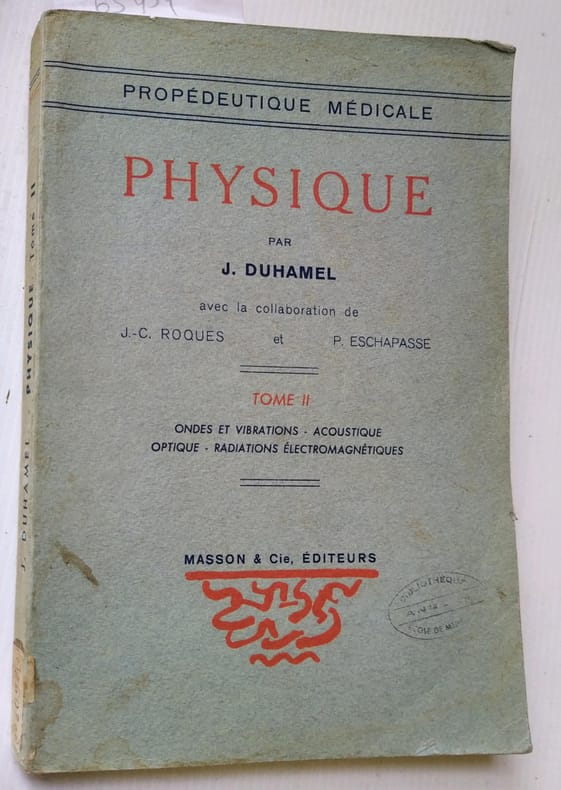 PROPÉDEUTIQUE MÉDICALE
PHYSIQUE
PAR
J. DUHAMEL
avec la collaboration de
J.-C. ROQUES et P. ESCHAPASSE
TOME II
ONDES ET VIBRATIONS - ACOUSTIQUE
OPTIQUE - RADIATIONS ÉLECTROMAGNÉTIQUES
MASSON & Cie, ÉDITEURS
BIBLIOTHEQUE
J. DUHAMEL PHYSIQUE Tome II